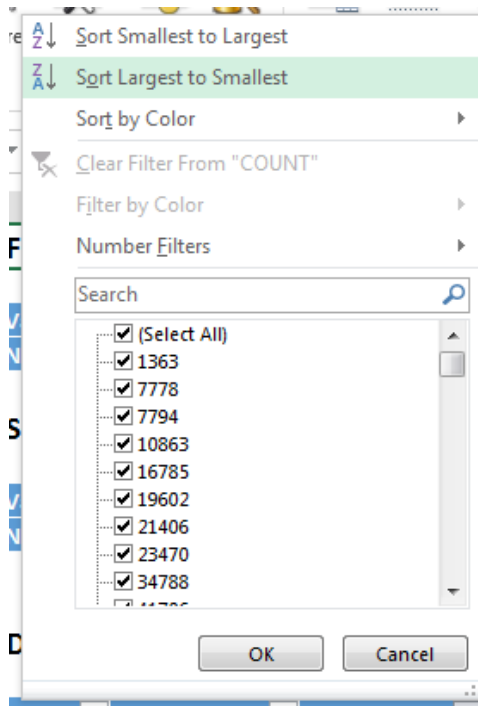 re
Sort Smallest to Largest
Sort Largest to Smallest
Sort by Color
Clear Filter From "COUNT"
Filter by Color
F
Number Filters
Search
(Select All)
1363
7778
7794
S
10863
16785
19602
21406
23470
34788
D
OK
Cancel